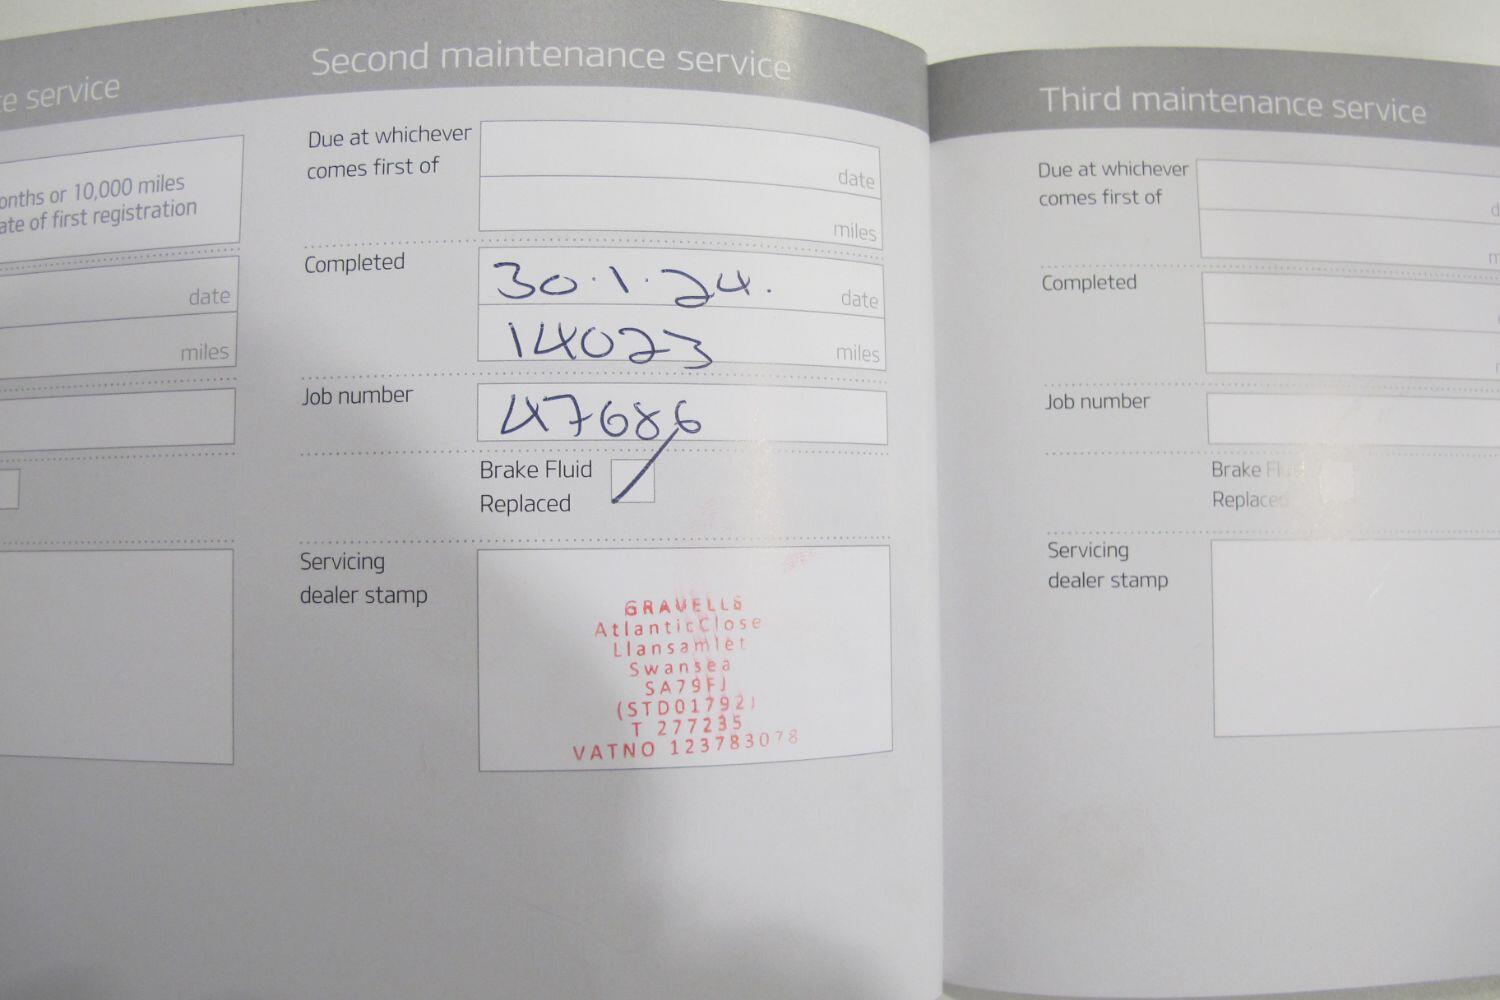 e service
onths or 10,000 miles
ate of first registration
date
miles
Second maintenance service
Due at whichever
comes first of
date
miles
Completed
30.1.24.
date
14023
miles
Job number
47686
Brake Fluid
Replaced
Servicing
dealer stamp
GRAVELLS
AtlanticClose
Llansamlet
Swansea
SA79FJ
(STD01792)
T 277235
VATNO 123783078
Third maintenance service
Due at whichever
comes first of
d
m
Completed
Job number
Brake Flu
Replaced
Servicing
dealer stamp